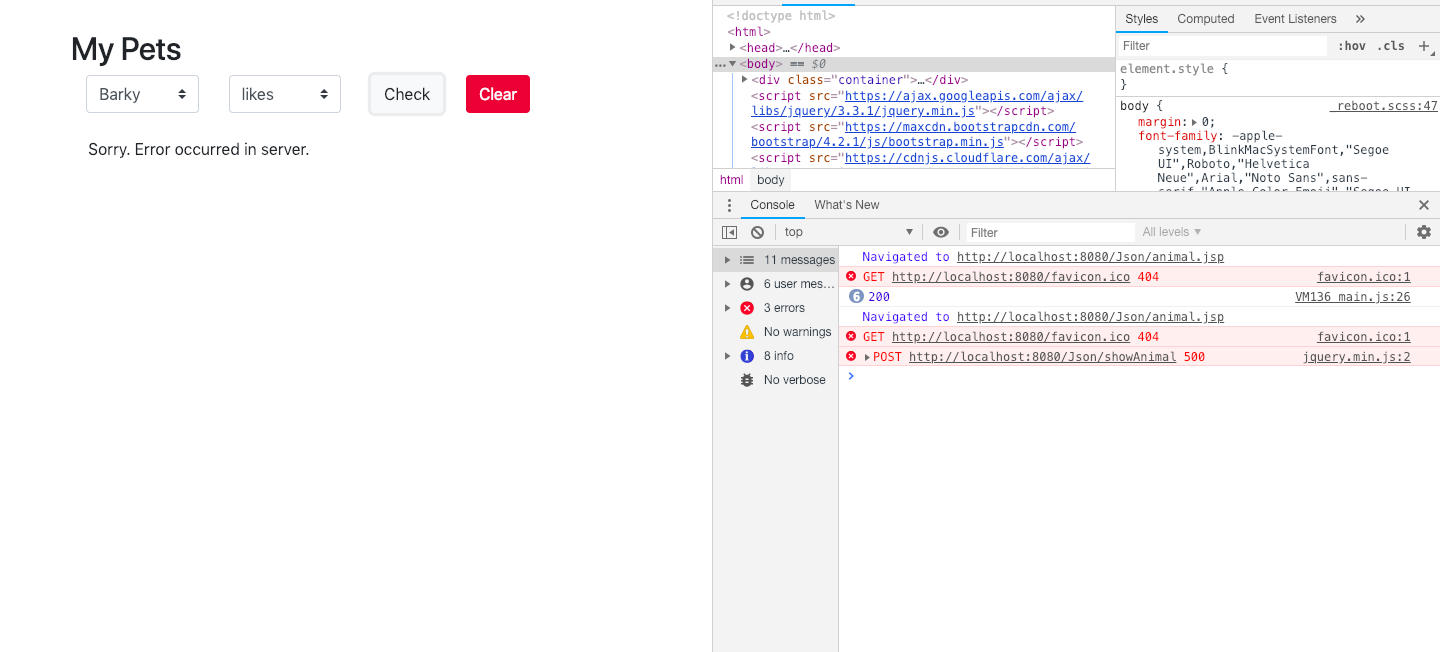 My Pets
Barky
likes
Check
Clear
Sorry. Error occurred in server.
<!doctype html>
<html>
<head>…</head>
<body> == $0
<div class="container">…</div>
<script src="https://ajax.googleapis.com/ajax/
libs/jquery/3.3.1/jquery.min.js"></script>
<script src="https://maxcdn.bootstrapcdn.com/
bootstrap/4.2.1/js/bootstrap.min.js"></script>
<script src="https://cdnjs.cloudflare.com/ajax/
html body
Styles Computed Event Listeners »
Filter :hov .cls +
element.style {
}
body { _reboot.scss:47
margin: 0;
font-family: -apple-
system,BlinkMacSystemFont,"Segoe
UI",Roboto,"Helvetica
Neue",Arial,"Noto Sans",sans-
serif,"Apple Color Emoji","Segoe UI
Console What's New
top Filter All levels
11 messages
6 user mes…
3 errors
No warnings
8 info
No verbose
Navigated to http://localhost:8080/Json/animal.jsp
GET http://localhost:8080/favicon.ico 404 favicon.ico:1
6 200 VM136 main.js:26
Navigated to http://localhost:8080/Json/animal.jsp
GET http://localhost:8080/favicon.ico 404 favicon.ico:1
POST http://localhost:8080/Json/showAnimal 500 jquery.min.js:2